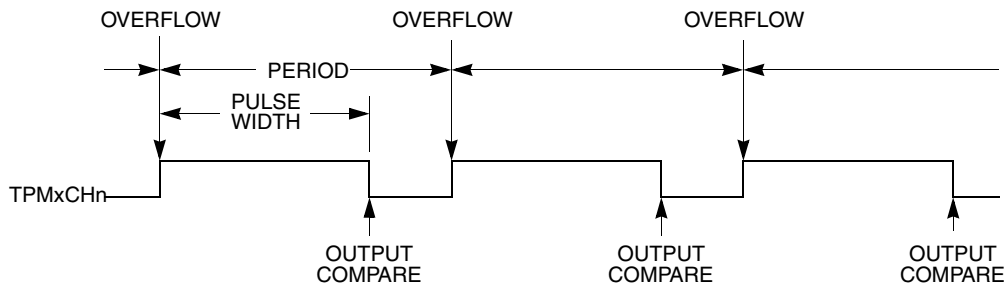 OVERFLOW
OVERFLOW
OVERFLOW
PERIOD
PULSE
WIDTH
TPMxCHn
OUTPUT
COMPARE
OUTPUT
COMPARE
OUTPUT
COMPARE